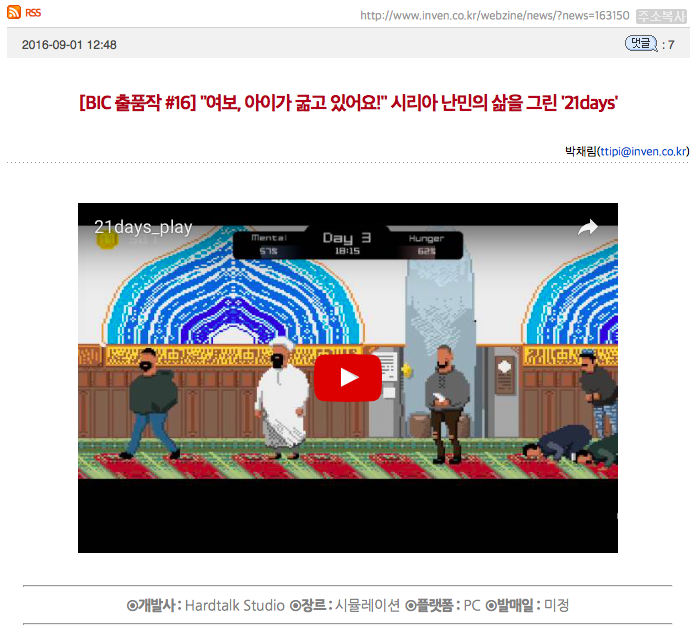 RSS
http://www.inven.co.kr/webzine/news/?news=163150 주소복사
2016-09-01 12:48
댓글 : 7
[BIC 출품작 #16] "여보, 아이가 굶고 있어요!" 시리아 난민의 삶을 그린 '21days'
박채림(ttipi@inven.co.kr)
21days_play
Mental Day 3 Hunger
57% 18:15 62%
◉개발사 : Hardtalk Studio ◉장르 : 시뮬레이션 ◉플랫폼 : PC ◉발매일 : 미정